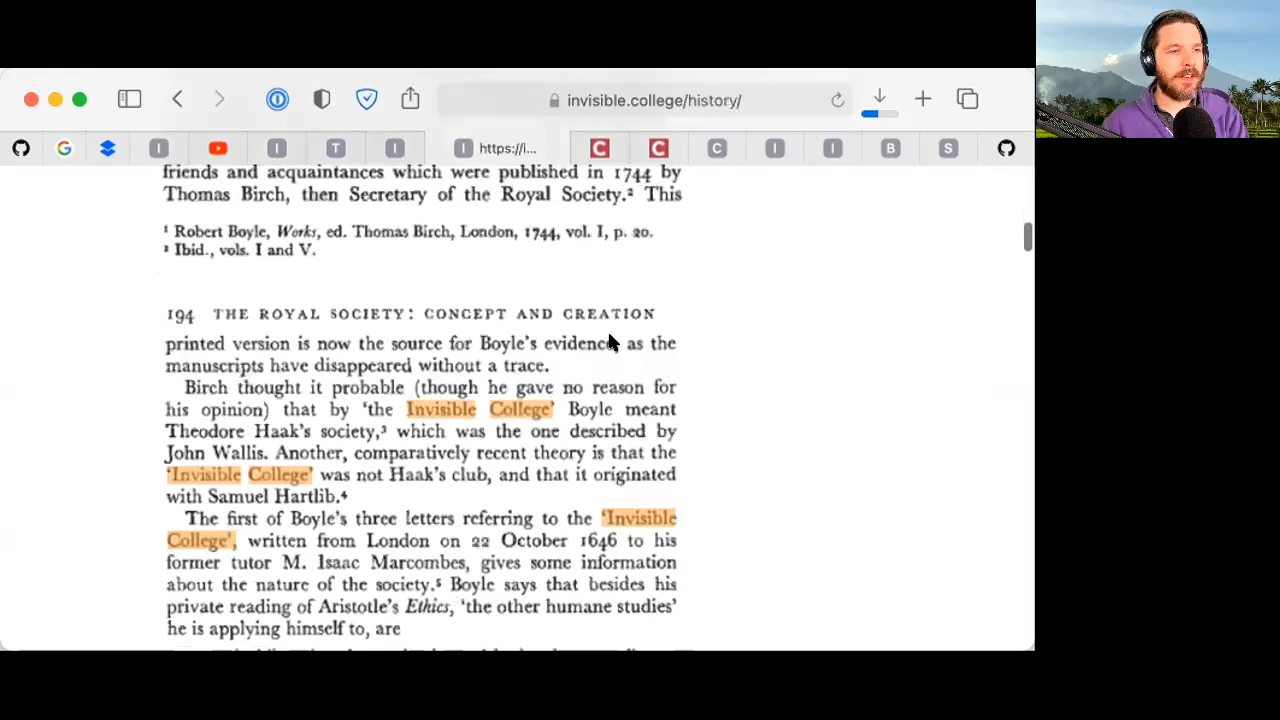 invisible.college/history/
https://i...
friends and acquaintances which were published in 1744 by
Thomas Birch, then Secretary of the Royal Society.² This
¹ Robert Boyle, Works, ed. Thomas Birch, London, 1744, vol. I, p. 20.
² Ibid., vols. I and V.
194 THE ROYAL SOCIETY: CONCEPT AND CREATION
printed version is now the source for Boyle's evidence as the
manuscripts have disappeared without a trace.
Birch thought it probable (though he gave no reason for
his opinion) that by 'the Invisible College' Boyle meant
Theodore Haak's society,³ which was the one described by
John Wallis. Another, comparatively recent theory is that the
'Invisible College' was not Haak's club, and that it originated
with Samuel Hartlib.⁴
The first of Boyle's three letters referring to the 'Invisible
College', written from London on 22 October 1646 to his
former tutor M. Isaac Marcombes, gives some information
about the nature of the society.⁵ Boyle says that besides his
private reading of Aristotle's Ethics, 'the other humane studies'
he is applying himself to, are